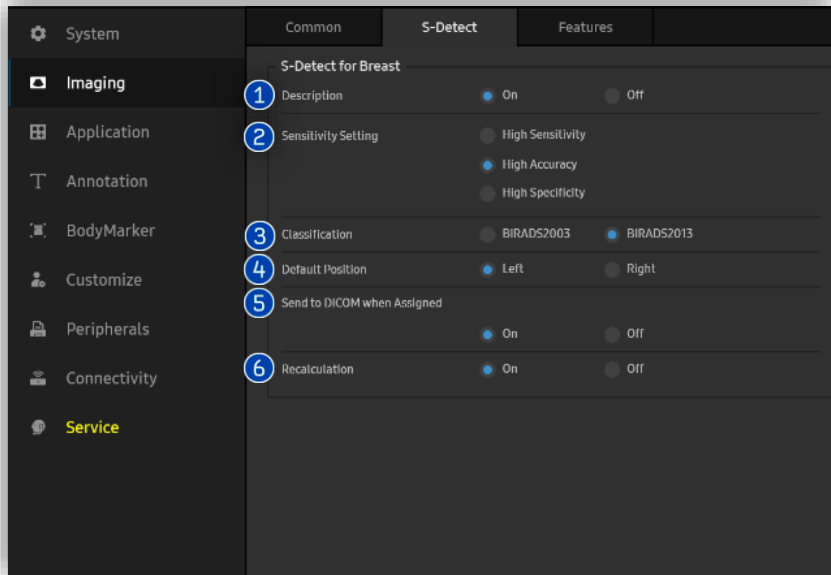 System
Imaging
Application
Annotation
BodyMarker
Customize
Peripherals
Connectivity
Service
Common S-Detect Features
S-Detect for Breast
1 Description On Off
2 Sensitivity Setting High Sensitivity
High Accuracy
High Specificity
3 Classification BIRADS2003 BIRADS2013
4 Default Position Left Right
5 Send to DICOM when Assigned
On Off
6 Recalculation On Off